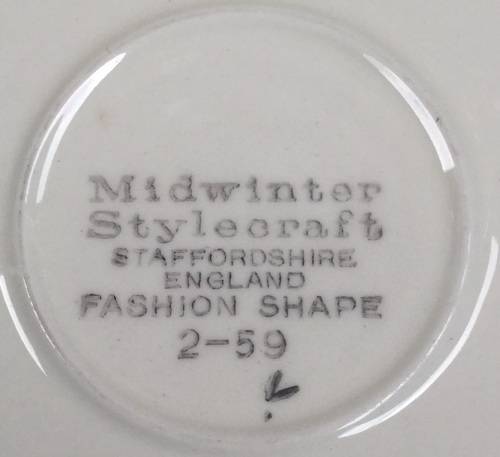 Midwinter
Stylecraft
STAFFORDSHIRE
ENGLAND
FASHION SHAPE
2-59